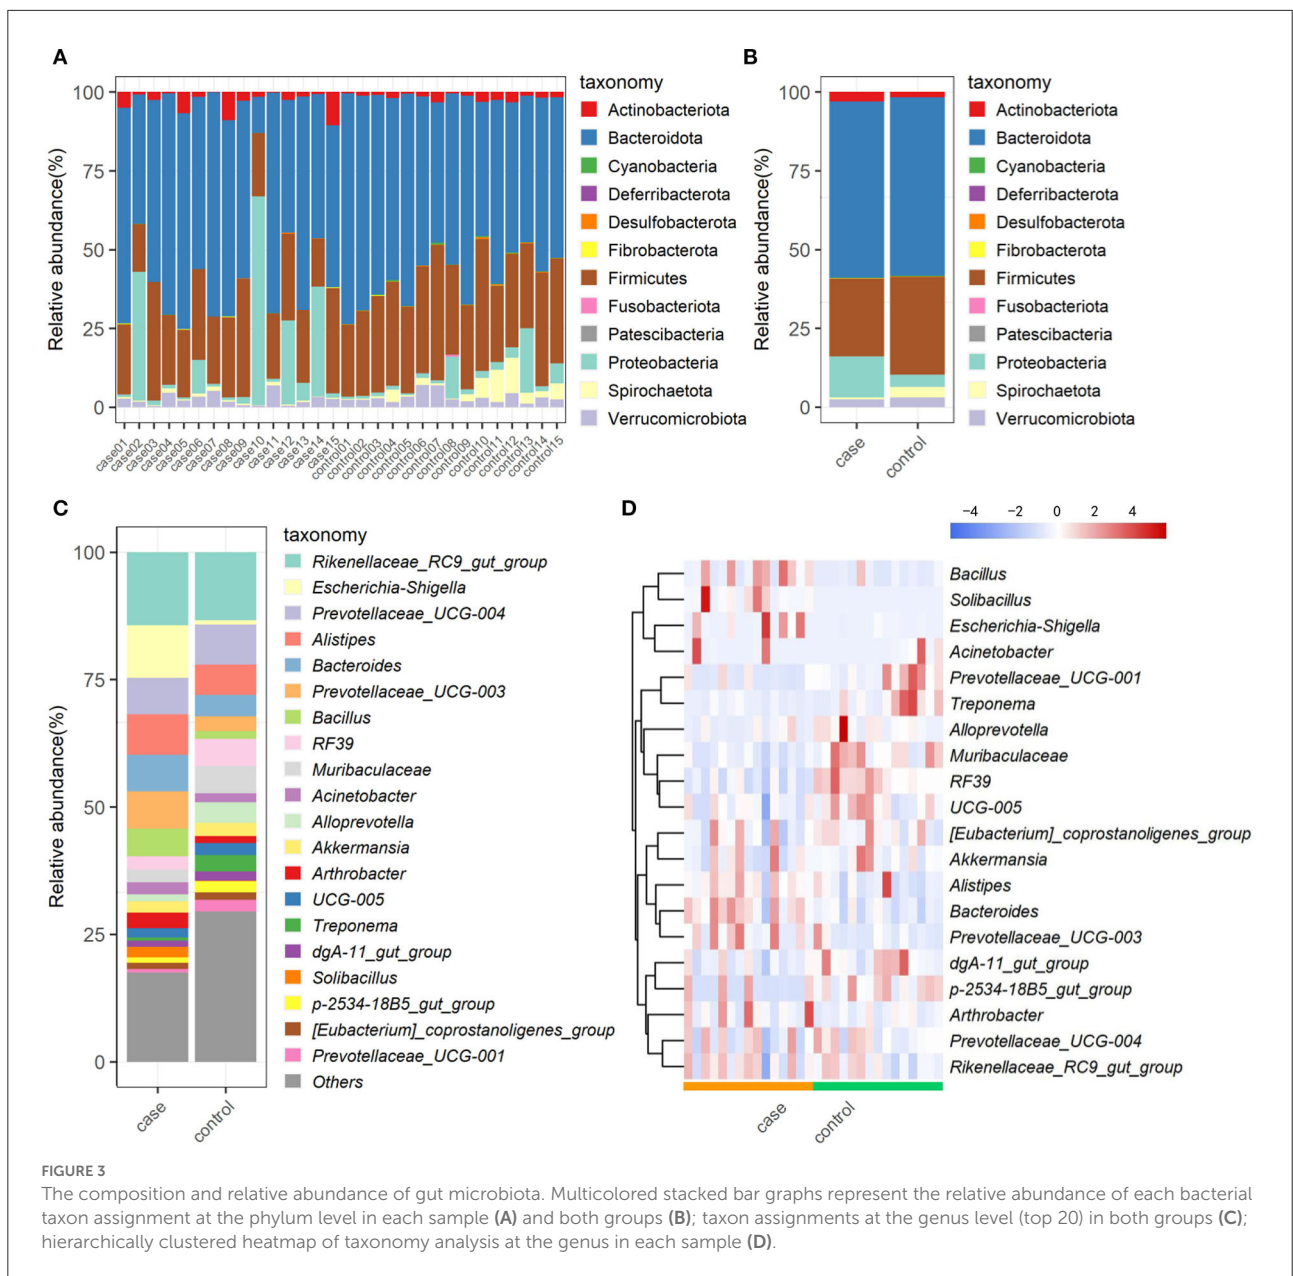 A
Relative abundance(%)
100
75
50
25
0
case01
case02
case03
case04
case05
case06
case07
case08
case09
case10
case11
case12
case13
case14
case15
control01
control02
control03
control04
control05
control06
control07
control08
control09
control10
control11
control12
control13
control14
control15
taxonomy
Actinobacteriota
Bacteroidota
Cyanobacteria
Deferribacterota
Desulfobacterota
Fibrobacterota
Firmicutes
Fusobacteriota
Patescibacteria
Proteobacteria
Spirochaetota
Verrucomicrobiota
B
Relative abundance(%)
100
75
50
25
0
case
control
taxonomy
Actinobacteriota
Bacteroidota
Cyanobacteria
Deferribacterota
Desulfobacterota
Fibrobacterota
Firmicutes
Fusobacteriota
Patescibacteria
Proteobacteria
Spirochaetota
Verrucomicrobiota
C
Relative abundance(%)
100
75
50
25
0
case
control
taxonomy
Rikenellaceae_RC9_gut_group
Escherichia-Shigella
Prevotellaceae_UCG-004
Alistipes
Bacteroides
Prevotellaceae_UCG-003
Bacillus
RF39
Muribaculaceae
Acinetobacter
Alloprevotella
Akkermansia
Arthrobacter
UCG-005
Treponema
dgA-11_gut_group
Solibacillus
p-2534-18B5_gut_group
[Eubacterium]_coprostanoligenes_group
Prevotellaceae_UCG-001
Others
D
−4 −2 0 2 4
Bacillus
Solibacillus
Escherichia-Shigella
Acinetobacter
Prevotellaceae_UCG-001
Treponema
Alloprevotella
Muribaculaceae
RF39
UCG-005
[Eubacterium]_coprostanoligenes_group
Akkermansia
Alistipes
Bacteroides
Prevotellaceae_UCG-003
dgA-11_gut_group
p-2534-18B5_gut_group
Arthrobacter
Prevotellaceae_UCG-004
Rikenellaceae_RC9_gut_group
case
control
FIGURE 3
The composition and relative abundance of gut microbiota. Multicolored stacked bar graphs represent the relative abundance of each bacterial
taxon assignment at the phylum level in each sample (A) and both groups (B); taxon assignments at the genus level (top 20) in both groups (C);
hierarchically clustered heatmap of taxonomy analysis at the genus in each sample (D).